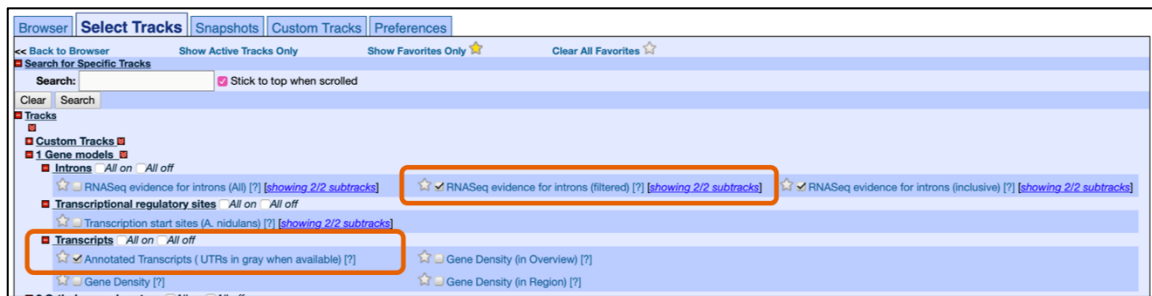 Browser Select Tracks Snapshots Custom Tracks Preferences
<< Back to Browser Show Active Tracks Only Show Favorites Only Clear All Favorites
Search for Specific Tracks
Search: Stick to top when scrolled
Clear Search
Tracks
Custom Tracks
1 Gene models
Introns All on All off
RNASeq evidence for introns (All) [?] [showing 2/2 subtracks] RNASeq evidence for introns (filtered) [?] [showing 2/2 subtracks] RNASeq evidence for introns (inclusive) [?] [showing 2/2 subtracks]
Transcriptional regulatory sites All on All off
Transcription start sites (A. nidulans) [?] [showing 2/2 subtracks]
Transcripts All on All off
Annotated Transcripts ( UTRs in gray when available) [?] Gene Density (in Overview) [?]
Gene Density [?] Gene Density (in Region) [?]